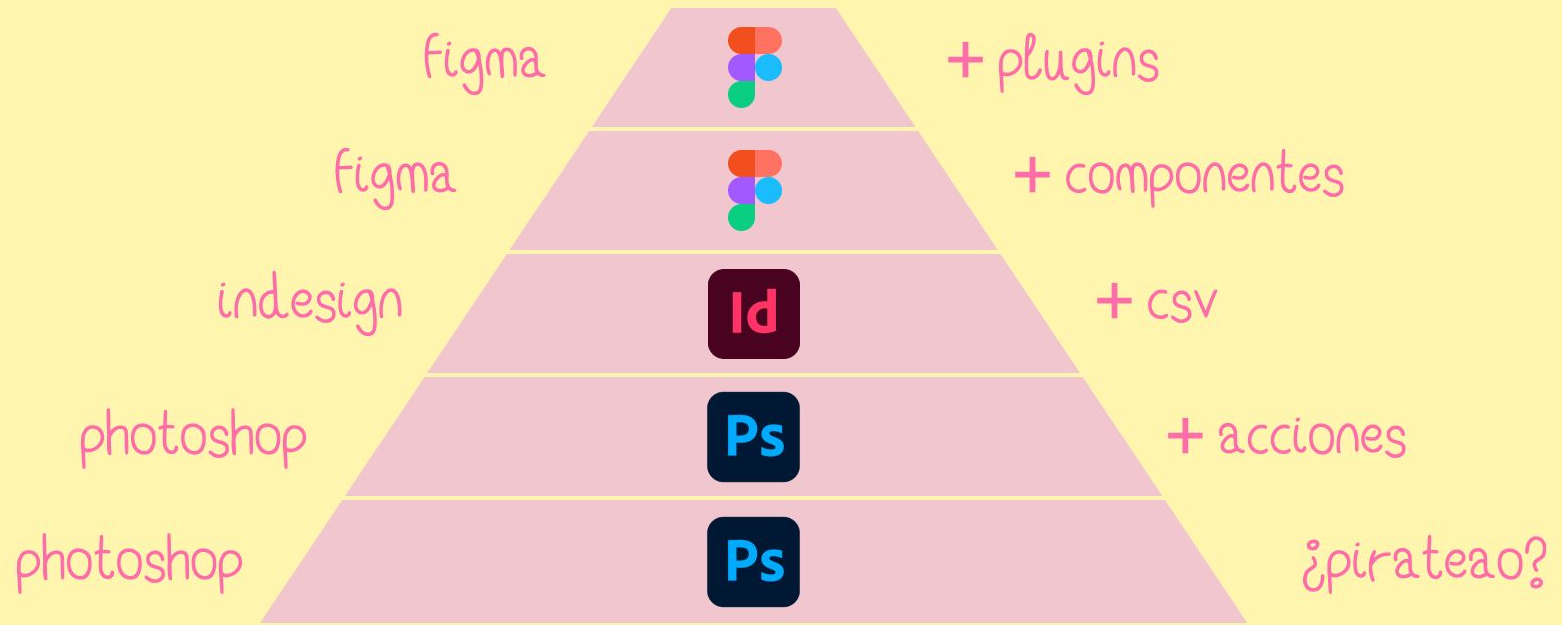 figma + plugins
figma + componentes
indesign Id + csv
photoshop Ps + acciones
photoshop Ps ¿pirateao?